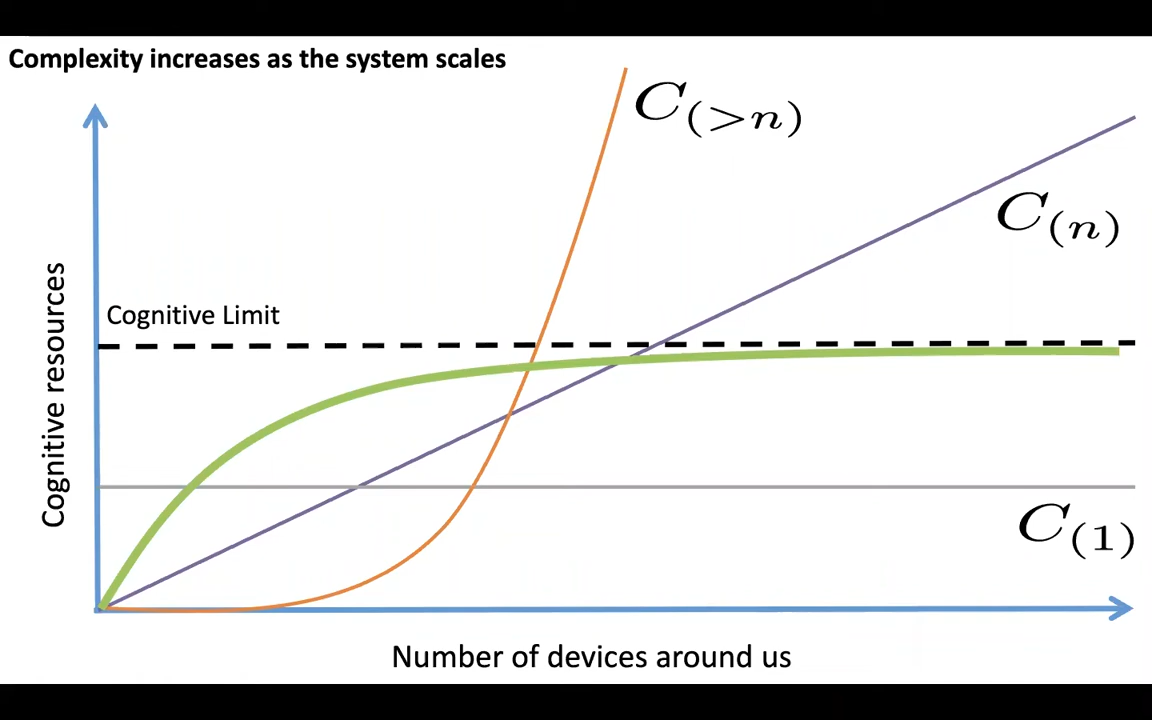 Complexity increases as the system scales
C(>n)
C(n)
Cognitive Limit
Cognitive resources
C(1)
Number of devices around us